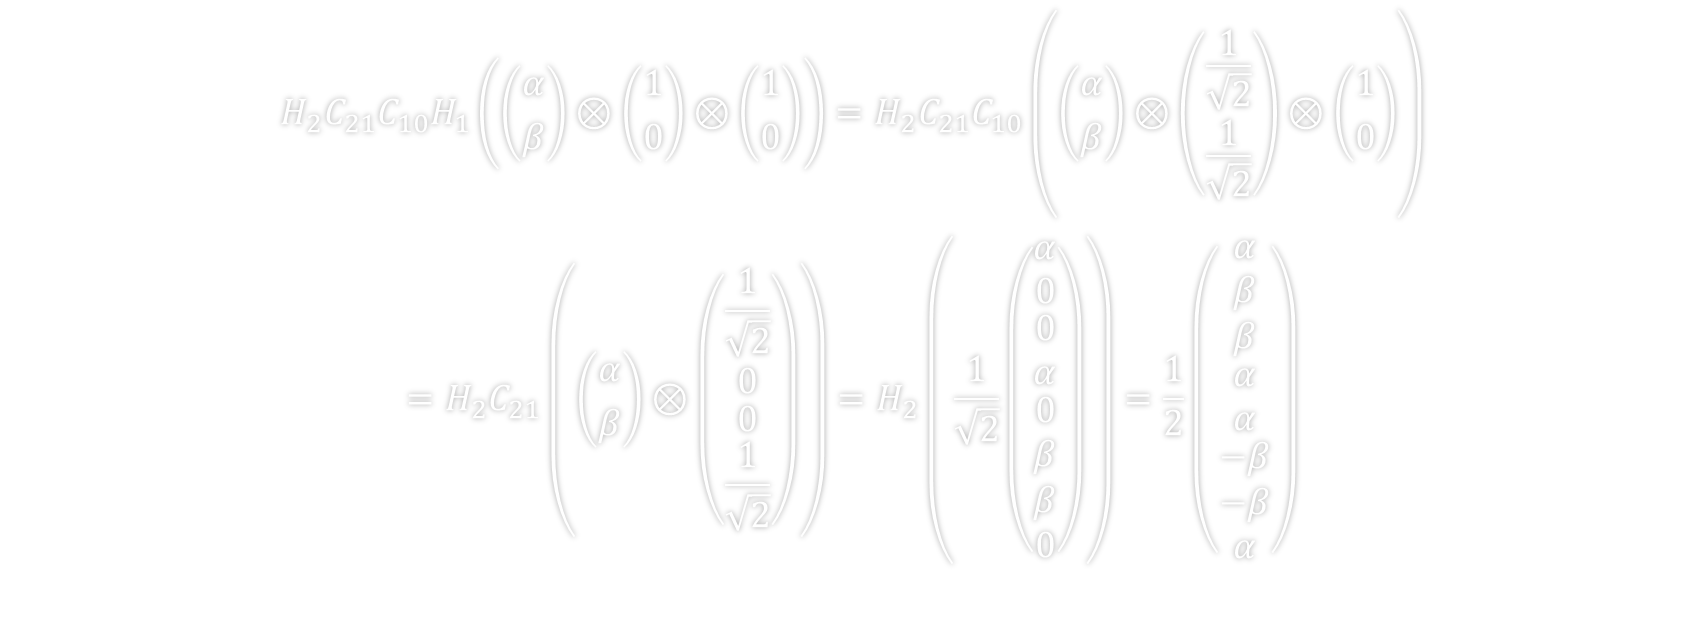 H₂C₂₁C₁₀H₁((α β) ⊗ (1 0) ⊗ (1 0)) = H₂C₂₁C₁₀((α β) ⊗ (1/√2 1/√2) ⊗ (1 0))
= H₂C₂₁((α β) ⊗ (1/√2 0 0 1/√2)) = H₂(1/√2 (α 0 0 α 0 β β 0)) = 1/2 (α β β α α −β −β α)